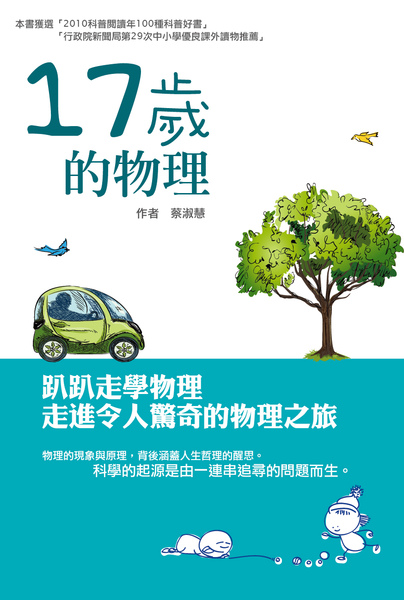 本書獲選「2010科普閱讀年100種科普好書」
「行政院新聞局第29次中小學優良課外讀物推薦」
17歲
的物理
作者 蔡淑慧
趴趴走學物理
走進令人驚奇的物理之旅
物理的現象與原理，背後涵蓋人生哲理的醒思。
科學的起源是由一連串追尋的問題而生。